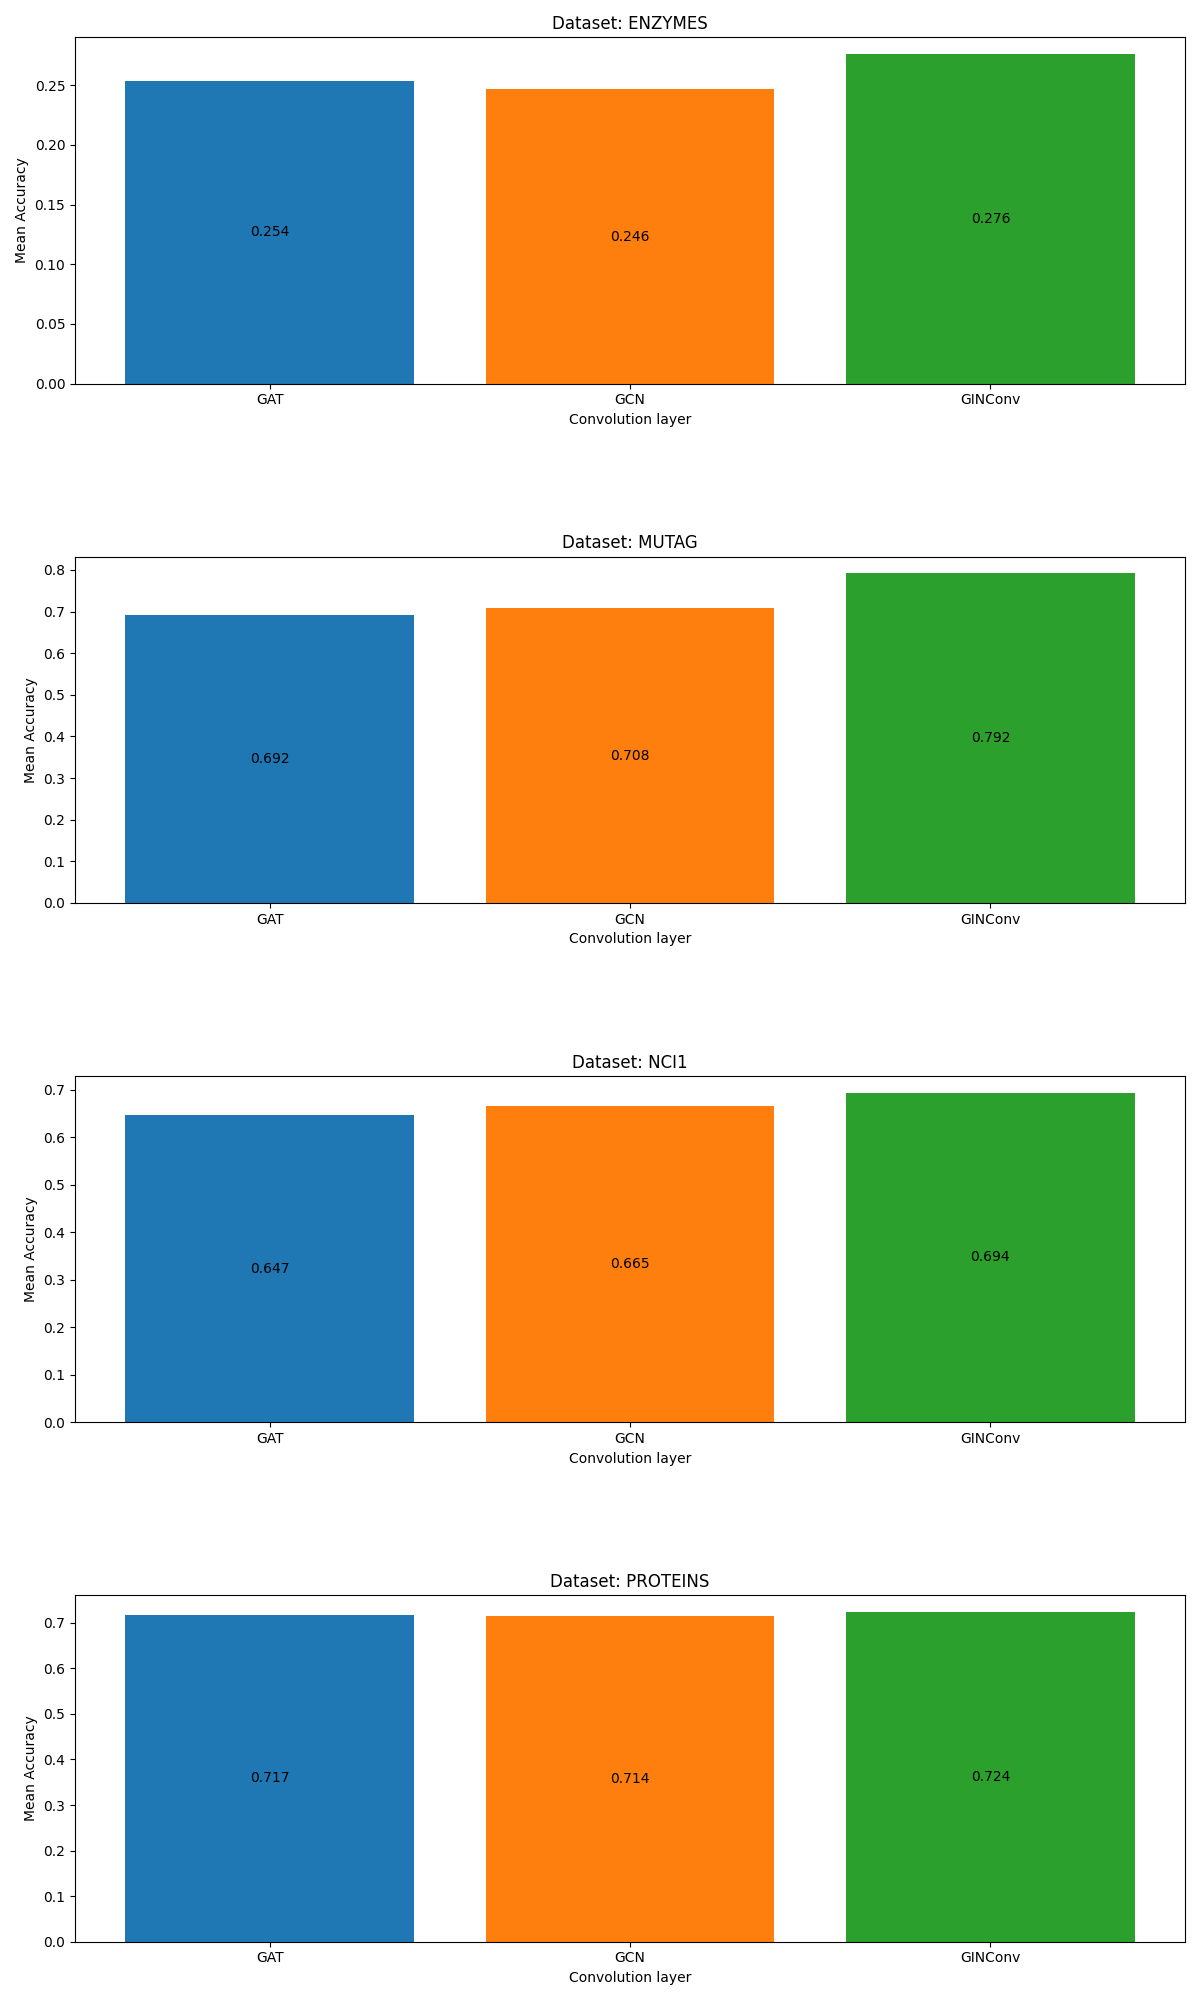 Dataset: ENZYMES
Mean Accuracy
0.25
0.20
0.15
0.10
0.05
0.00
0.254
0.246
0.276
GAT
GCN
GINConv
Convolution layer
Dataset: MUTAG
Mean Accuracy
0.8
0.7
0.6
0.5
0.4
0.3
0.2
0.1
0.0
0.692
0.708
0.792
GAT
GCN
GINConv
Convolution layer
Dataset: NCI1
Mean Accuracy
0.7
0.6
0.5
0.4
0.3
0.2
0.1
0.0
0.647
0.665
0.694
GAT
GCN
GINConv
Convolution layer
Dataset: PROTEINS
Mean Accuracy
0.7
0.6
0.5
0.4
0.3
0.2
0.1
0.0
0.717
0.714
0.724
GAT
GCN
GINConv
Convolution layer